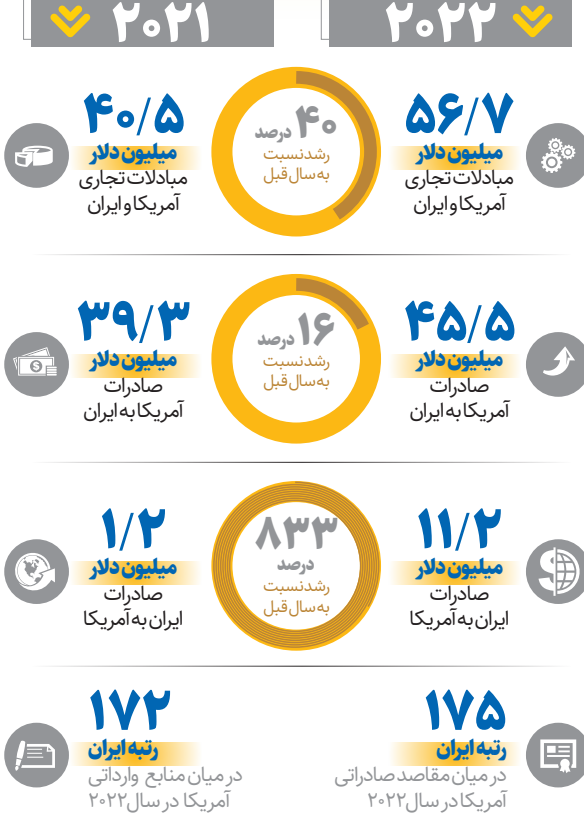 ۲۰۲۲
۲۰۲۱
۵۶/۷
میلیون دلار
مبادلات تجاری
آمریکا و ایران
۴۰ درصد
رشد نسبت
به سال قبل
۴۰/۵
میلیون دلار
مبادلات تجاری
آمریکا و ایران
۴۵/۵
میلیون دلار
صادرات
آمریکا به ایران
۱۶ درصد
رشد نسبت
به سال قبل
۳۹/۳
میلیون دلار
صادرات
آمریکا به ایران
۱۱/۲
میلیون دلار
صادرات
ایران به آمریکا
۸۳۳
درصد
رشد نسبت
به سال قبل
۱/۲
میلیون دلار
صادرات
ایران به آمریکا
۱۷۵
رتبه ایران
در میان مقاصد صادراتی
آمریکا در سال ۲۰۲۲
۱۷۲
رتبه ایران
در میان منابع وارداتی
آمریکا در سال ۲۰۲۲